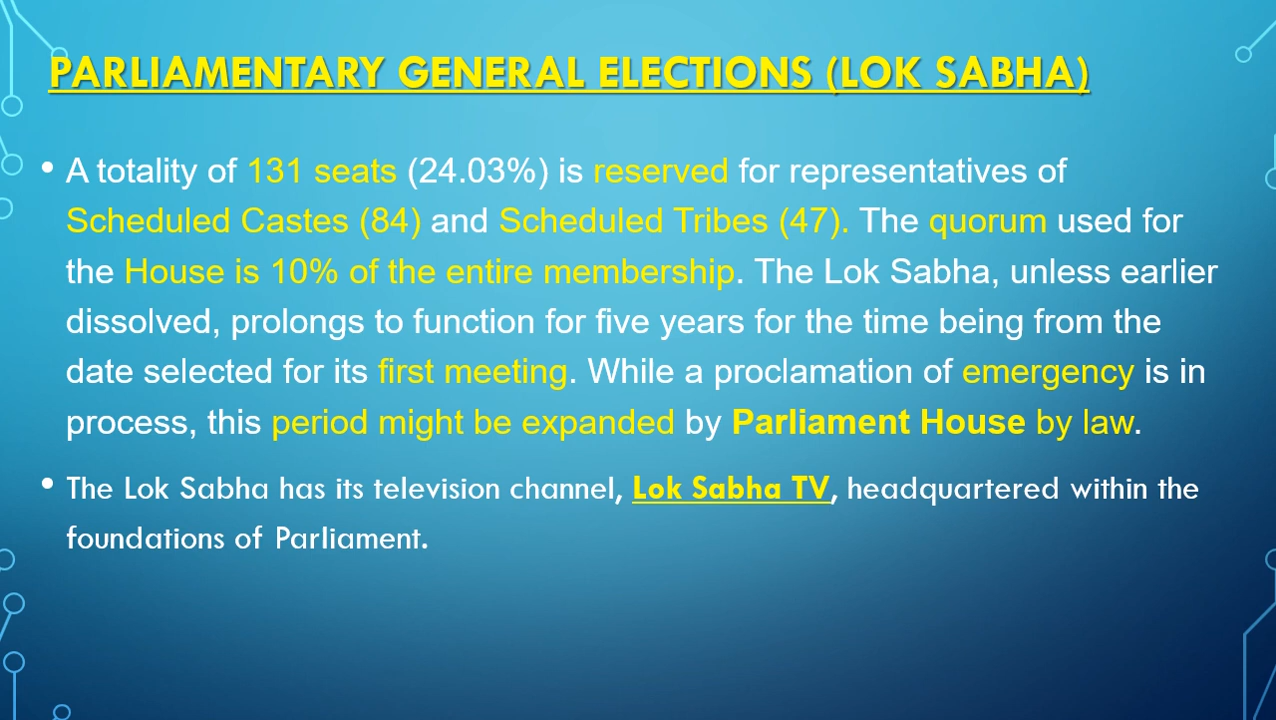 PARLIAMENTARY GENERAL ELECTIONS (LOK SABHA)
• A totality of 131 seats (24.03%) is reserved for representatives of
Scheduled Castes (84) and Scheduled Tribes (47). The quorum used for
the House is 10% of the entire membership. The Lok Sabha, unless earlier
dissolved, prolongs to function for five years for the time being from the
date selected for its first meeting. While a proclamation of emergency is in
process, this period might be expanded by Parliament House by law.
• The Lok Sabha has its television channel, Lok Sabha TV, headquartered within the
foundations of Parliament.